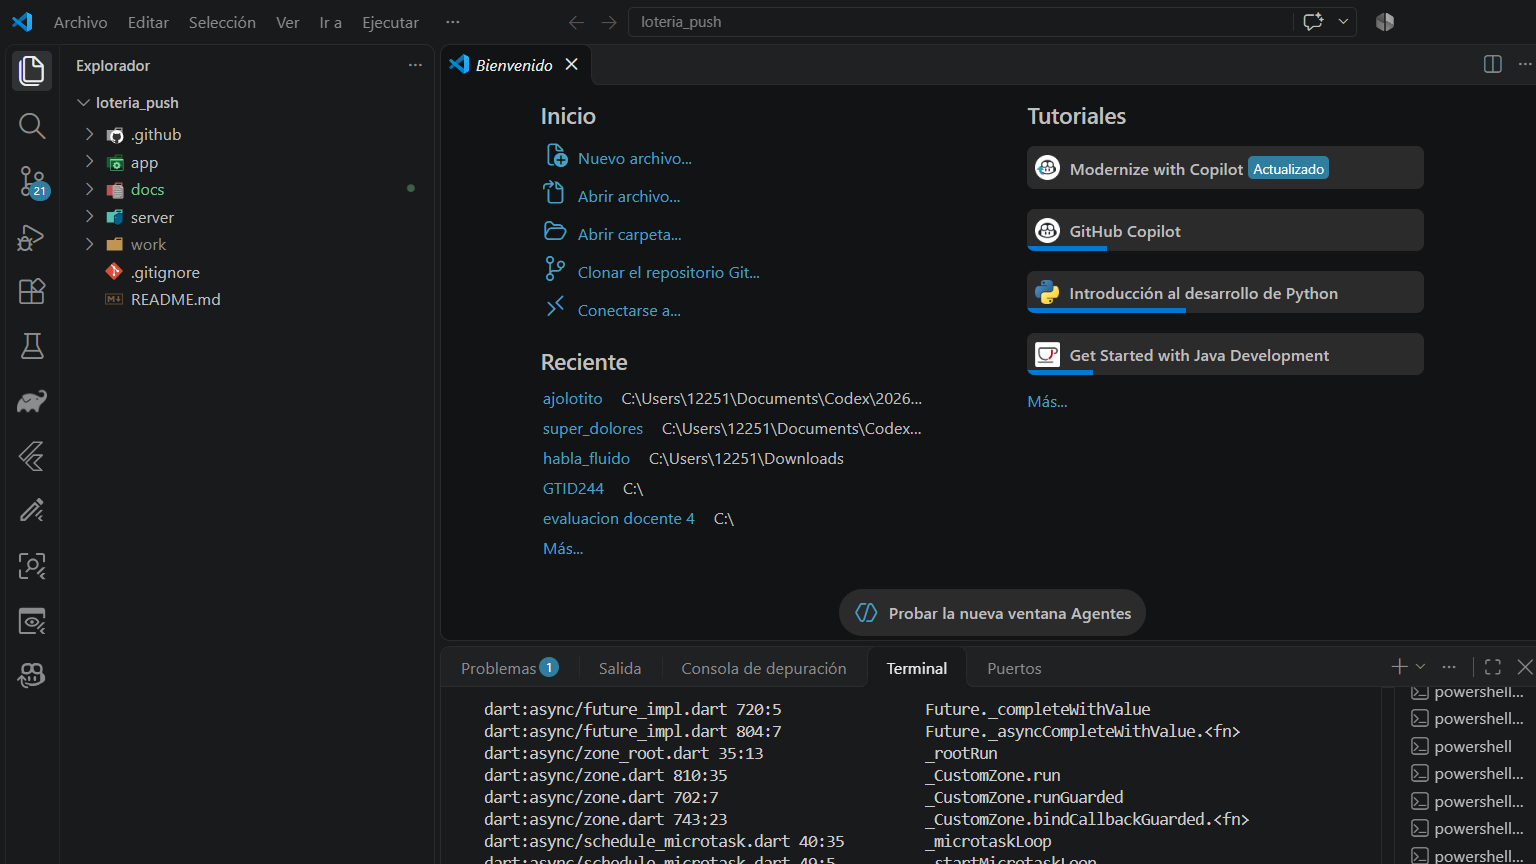 Archivo Editar Selección Ver Ir a Ejecutar ··· loteria_push
Explorador ···
loteria_push
.github
app
docs
server
work
.gitignore
README.md
21
Bienvenido
Inicio
Nuevo archivo...
Abrir archivo...
Abrir carpeta...
Clonar el repositorio Git...
Conectarse a...
Reciente
ajolotito C:\Users\12251\Documents\Codex\2026...
super_dolores C:\Users\12251\Documents\Codex...
habla_fluido C:\Users\12251\Downloads
GTID244 C:\
evaluacion docente 4 C:\
Más...
Tutoriales
Modernize with Copilot Actualizado
GitHub Copilot
Introducción al desarrollo de Python
Get Started with Java Development
Más...
Probar la nueva ventana Agentes
Problemas 1 Salida Consola de depuración Terminal Puertos
dart:async/future_impl.dart 720:5 Future._completeWithValue
dart:async/future_impl.dart 804:7 Future._asyncCompleteWithValue.<fn>
dart:async/zone_root.dart 35:13 _rootRun
dart:async/zone.dart 810:35 _CustomZone.run
dart:async/zone.dart 702:7 _CustomZone.runGuarded
dart:async/zone.dart 743:23 _CustomZone.bindCallbackGuarded.<fn>
dart:async/schedule_microtask.dart 40:35 _microtaskLoop
dart:async/schedule_microtask.dart 49:5 _startMicrotaskLoop
powershell...
powershell...
powershell
powershell...
powershell...
powershell...
powershell...